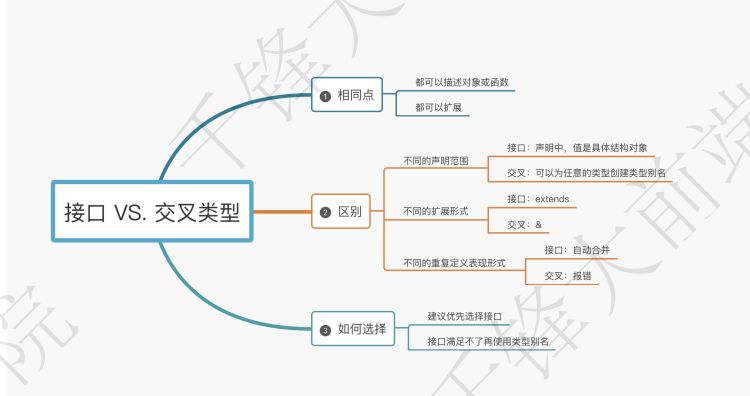 接口 VS. 交叉类型
1 相同点
都可以描述对象或函数
都可以扩展
2 区别
不同的声明范围
接口：声明中，值是具体结构对象
交叉：可以为任意的类型创建类型别名
不同的扩展形式
接口：extends
交叉：&
不同的重复定义表现形式
接口：自动合并
交叉：报错
3 如何选择
建议优先选择接口
接口满足不了再使用类型别名
千锋大
千锋大前端
院